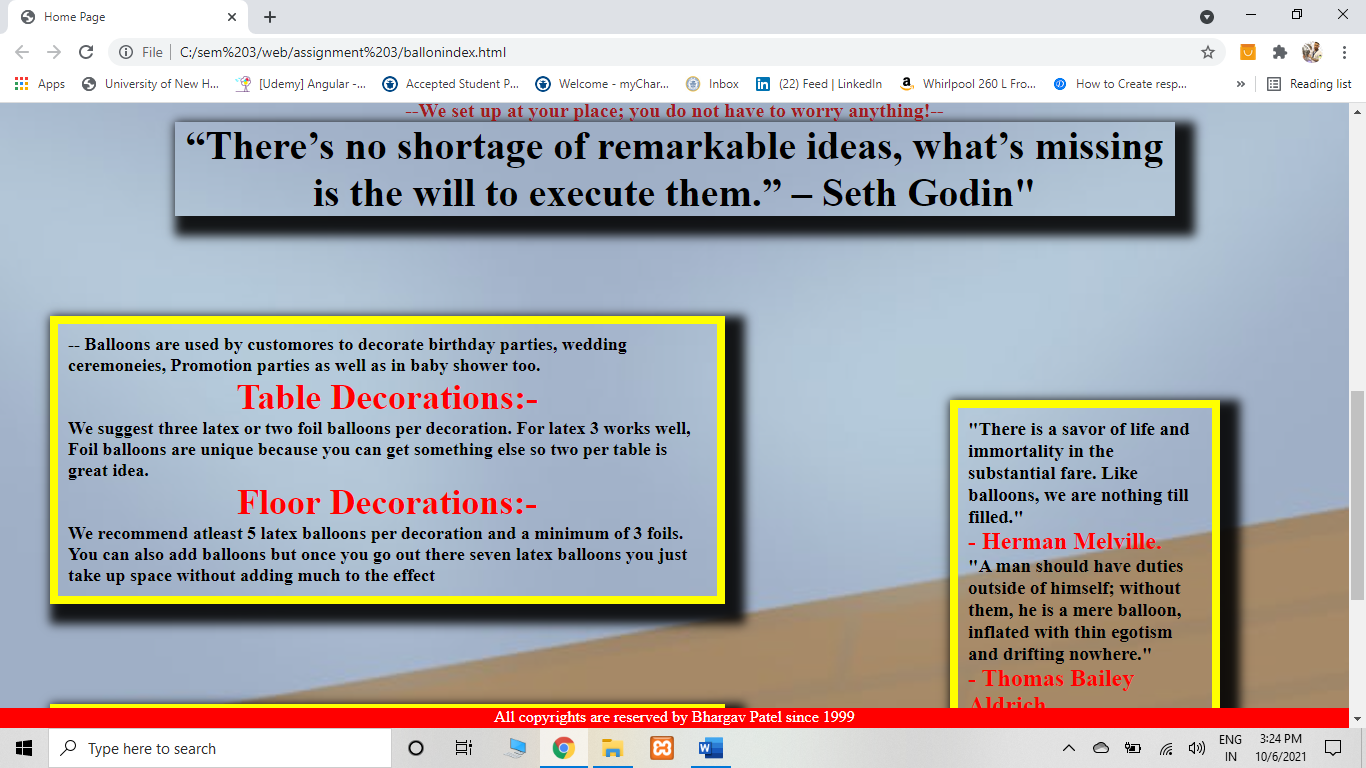 Home Page
File
C:/sem%203/web/assignment%203/ballonindex.html
Apps
University of New H...
[Udemy] Angular -...
Accepted Student P...
Welcome - myChar...
Inbox
(22) Feed | LinkedIn
Whirlpool 260 L Fro...
How to Create resp...
»
Reading list
--We set up at your place; you do not have to worry anything!--
“There’s no shortage of remarkable ideas, what’s missing
is the will to execute them.” – Seth Godin"
-- Balloons are used by customores to decorate birthday parties, wedding
ceremoneies, Promotion parties as well as in baby shower too.
Table Decorations:-
We suggest three latex or two foil balloons per decoration. For latex 3 works well,
Foil balloons are unique because you can get something else so two per table is
great idea.
Floor Decorations:-
We recommend atleast 5 latex balloons per decoration and a minimum of 3 foils.
You can also add balloons but once you go out there seven latex balloons you just
take up space without adding much to the effect
"There is a savor of life and
immortality in the
substantial fare. Like
balloons, we are nothing till
filled."
- Herman Melville.
"A man should have duties
outside of himself; without
them, he is a mere balloon,
inflated with thin egotism
and drifting nowhere."
- Thomas Bailey
Aldrich
All copyrights are reserved by Bhargav Patel since 1999
Type here to search
ENG
IN
3:24 PM
10/6/2021